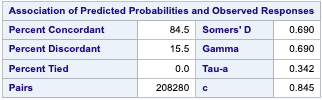 Association of Predicted Probabilities and Observed Responses
Percent Concordant 84.5 Somers' D 0.690
Percent Discordant 15.5 Gamma 0.690
Percent Tied 0.0 Tau-a 0.342
Pairs 208280 c 0.845